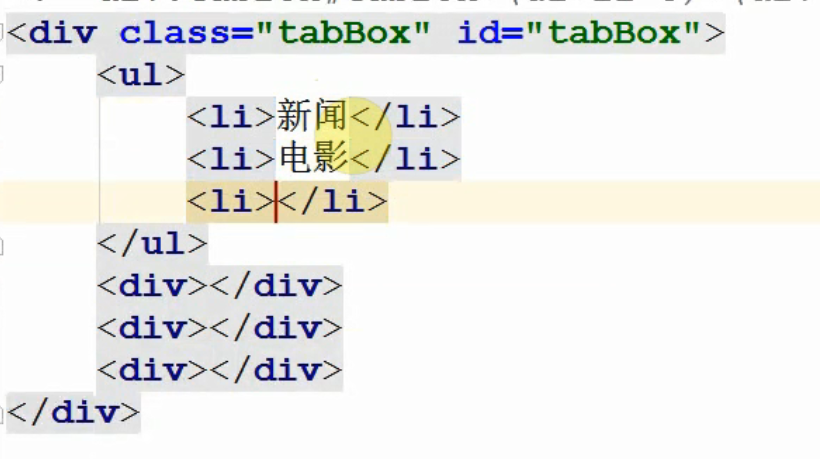 <div class="tabBox" id="tabBox">
<ul>
<li>新闻</li>
<li>电影</li>
<li></li>
</ul>
<div></div>
<div></div>
<div></div>
</div>